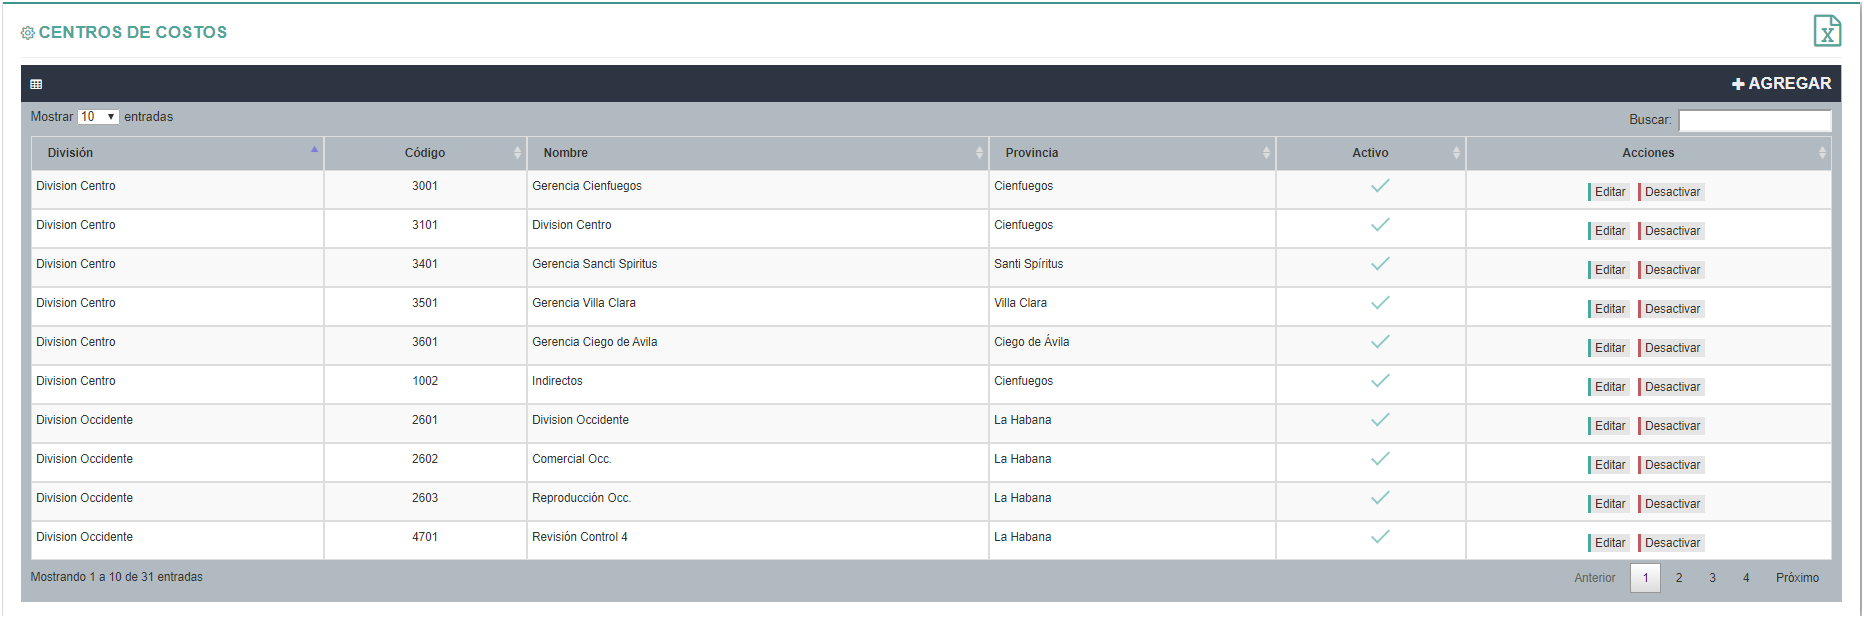 CENTROS DE COSTOS
AGREGAR
Mostrar 10 entradas
Buscar:
División Código Nombre Provincia Activo Acciones
Division Centro 3001 Gerencia Cienfuegos Cienfuegos Editar Desactivar
Division Centro 3101 Division Centro Cienfuegos Editar Desactivar
Division Centro 3401 Gerencia Sancti Spiritus Santi Spíritus Editar Desactivar
Division Centro 3501 Gerencia Villa Clara Villa Clara Editar Desactivar
Division Centro 3601 Gerencia Ciego de Avila Ciego de Ávila Editar Desactivar
Division Centro 1002 Indirectos Cienfuegos Editar Desactivar
Division Occidente 2601 Division Occidente La Habana Editar Desactivar
Division Occidente 2602 Comercial Occ. La Habana Editar Desactivar
Division Occidente 2603 Reproducción Occ. La Habana Editar Desactivar
Division Occidente 4701 Revisión Control 4 La Habana Editar Desactivar
Mostrando 1 a 10 de 31 entradas
Anterior 1 2 3 4 Próximo